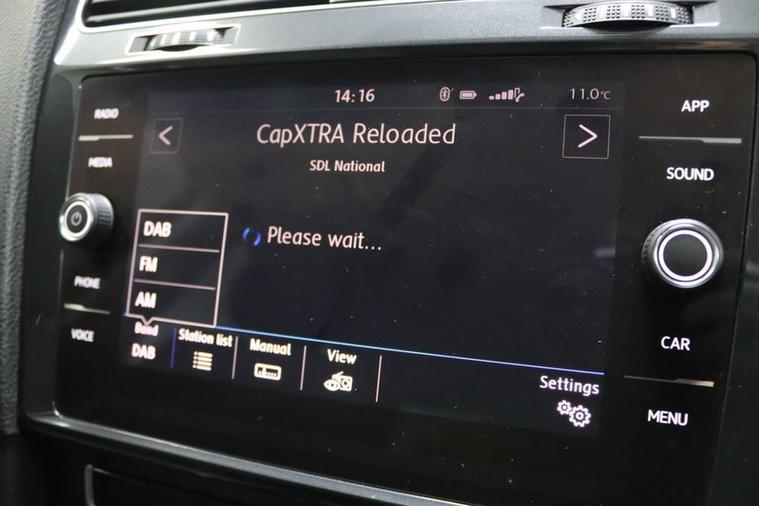 14:16
11.0°C
RADIO
MEDIA
PHONE
VOICE
CapXTRA Reloaded
SDL National
DAB
FM
AM
Please wait...
Band
DAB
Station list
Manual
View
Settings
APP
SOUND
CAR
MENU